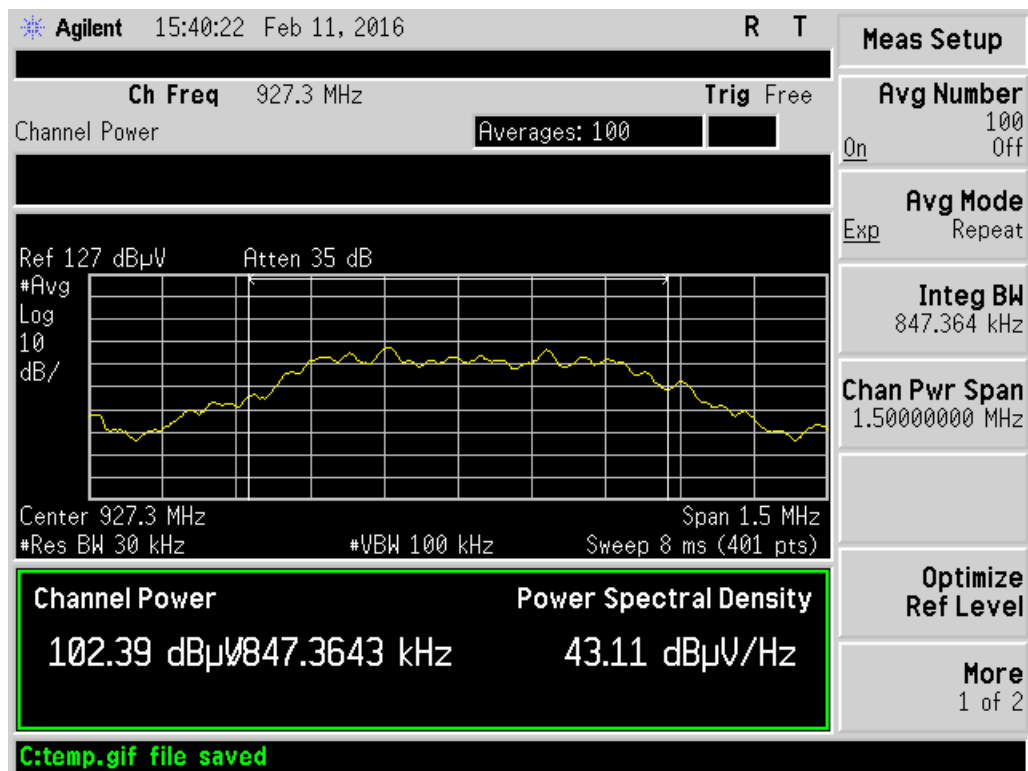 Agilent 15:40:22 Feb 11, 2016 R T
Ch Freq 927.3 MHz Trig Free
Channel Power Averages: 100
Ref 127 dBµV Atten 35 dB
#Avg
Log
10
dB/
Center 927.3 MHz Span 1.5 MHz
#Res BW 30 kHz #VBW 100 kHz Sweep 8 ms (401 pts)
Channel Power Power Spectral Density
102.39 dBµV/847.3643 kHz 43.11 dBµV/Hz
C:temp.gif file saved
Meas Setup
Avg Number
100
On Off
Avg Mode
Exp Repeat
Integ BW
847.364 kHz
Chan Pwr Span
1.50000000 MHz
Optimize
Ref Level
More
1 of 2